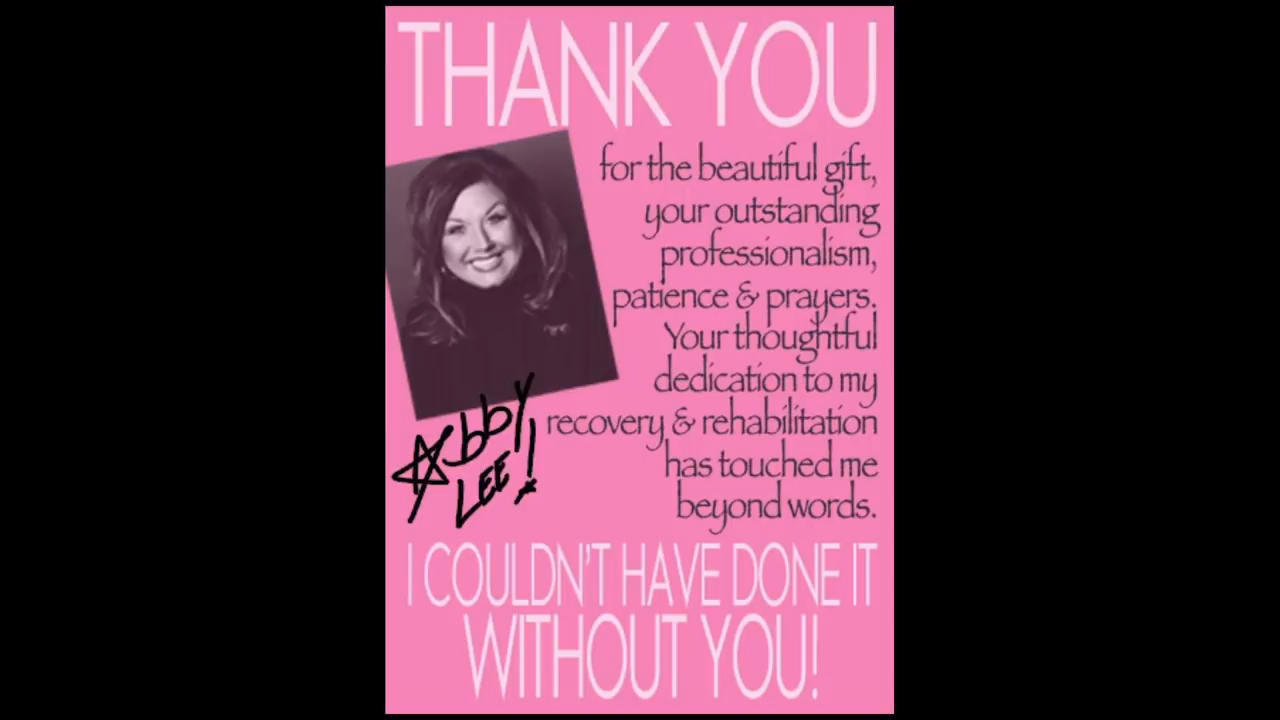 THANK YOU
for the beautiful gift,
your outstanding
professionalism,
patience & prayers.
Your thoughtful
dedication to my
recovery & rehabilitation
has touched me
beyond words.
Abby
LEE!
I COULDN'T HAVE DONE IT
WITHOUT YOU!